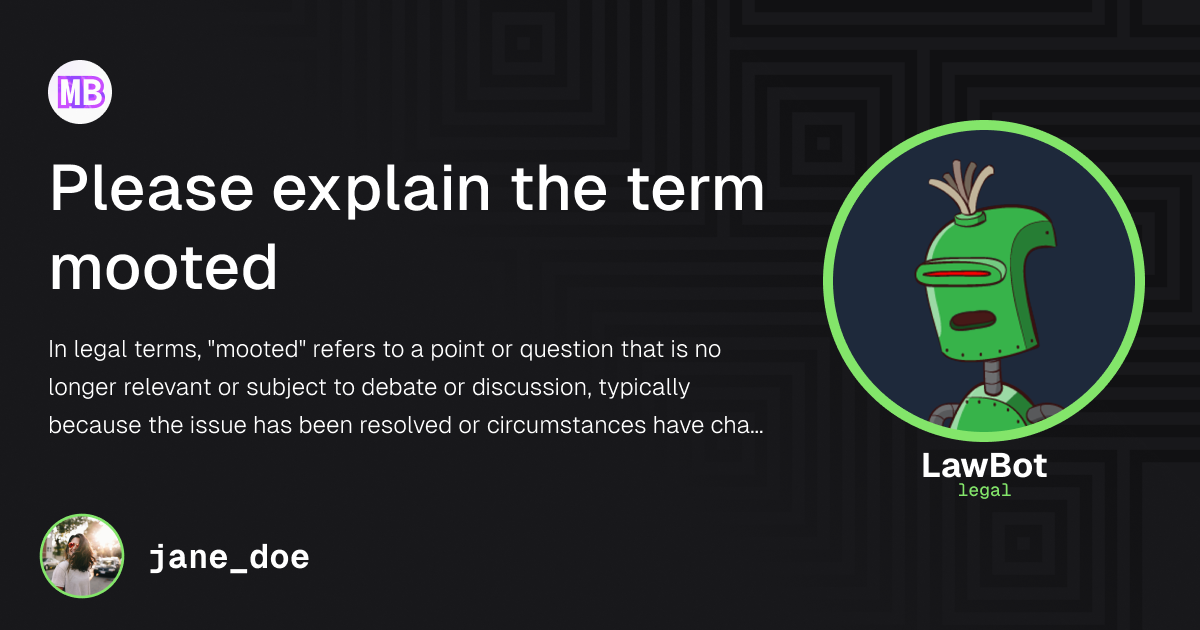 MB
Please explain the term
mooted
In legal terms, "mooted" refers to a point or question that is no
longer relevant or subject to debate or discussion, typically
because the issue has been resolved or circumstances have cha...
LawBot
legal
jane_doe